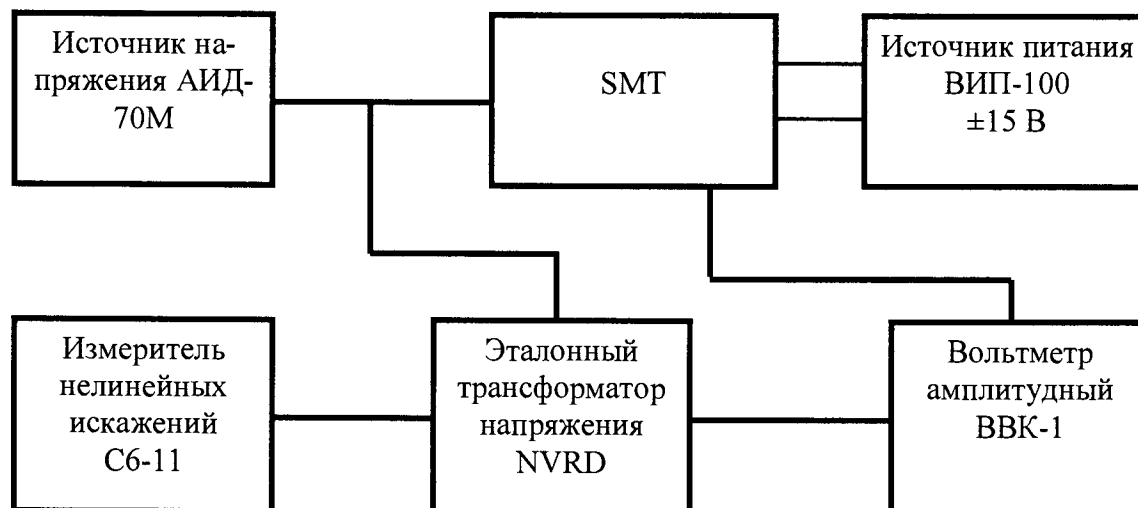 Источник на-
пряжения АИД-
70М
SMT
Источник питания
ВИП-100
±15 В
Измеритель
нелинейных
искажений
С6-11
Эталонный
трансформатор
напряжения
NVRD
Вольтметр
амплитудный
ВВК-1